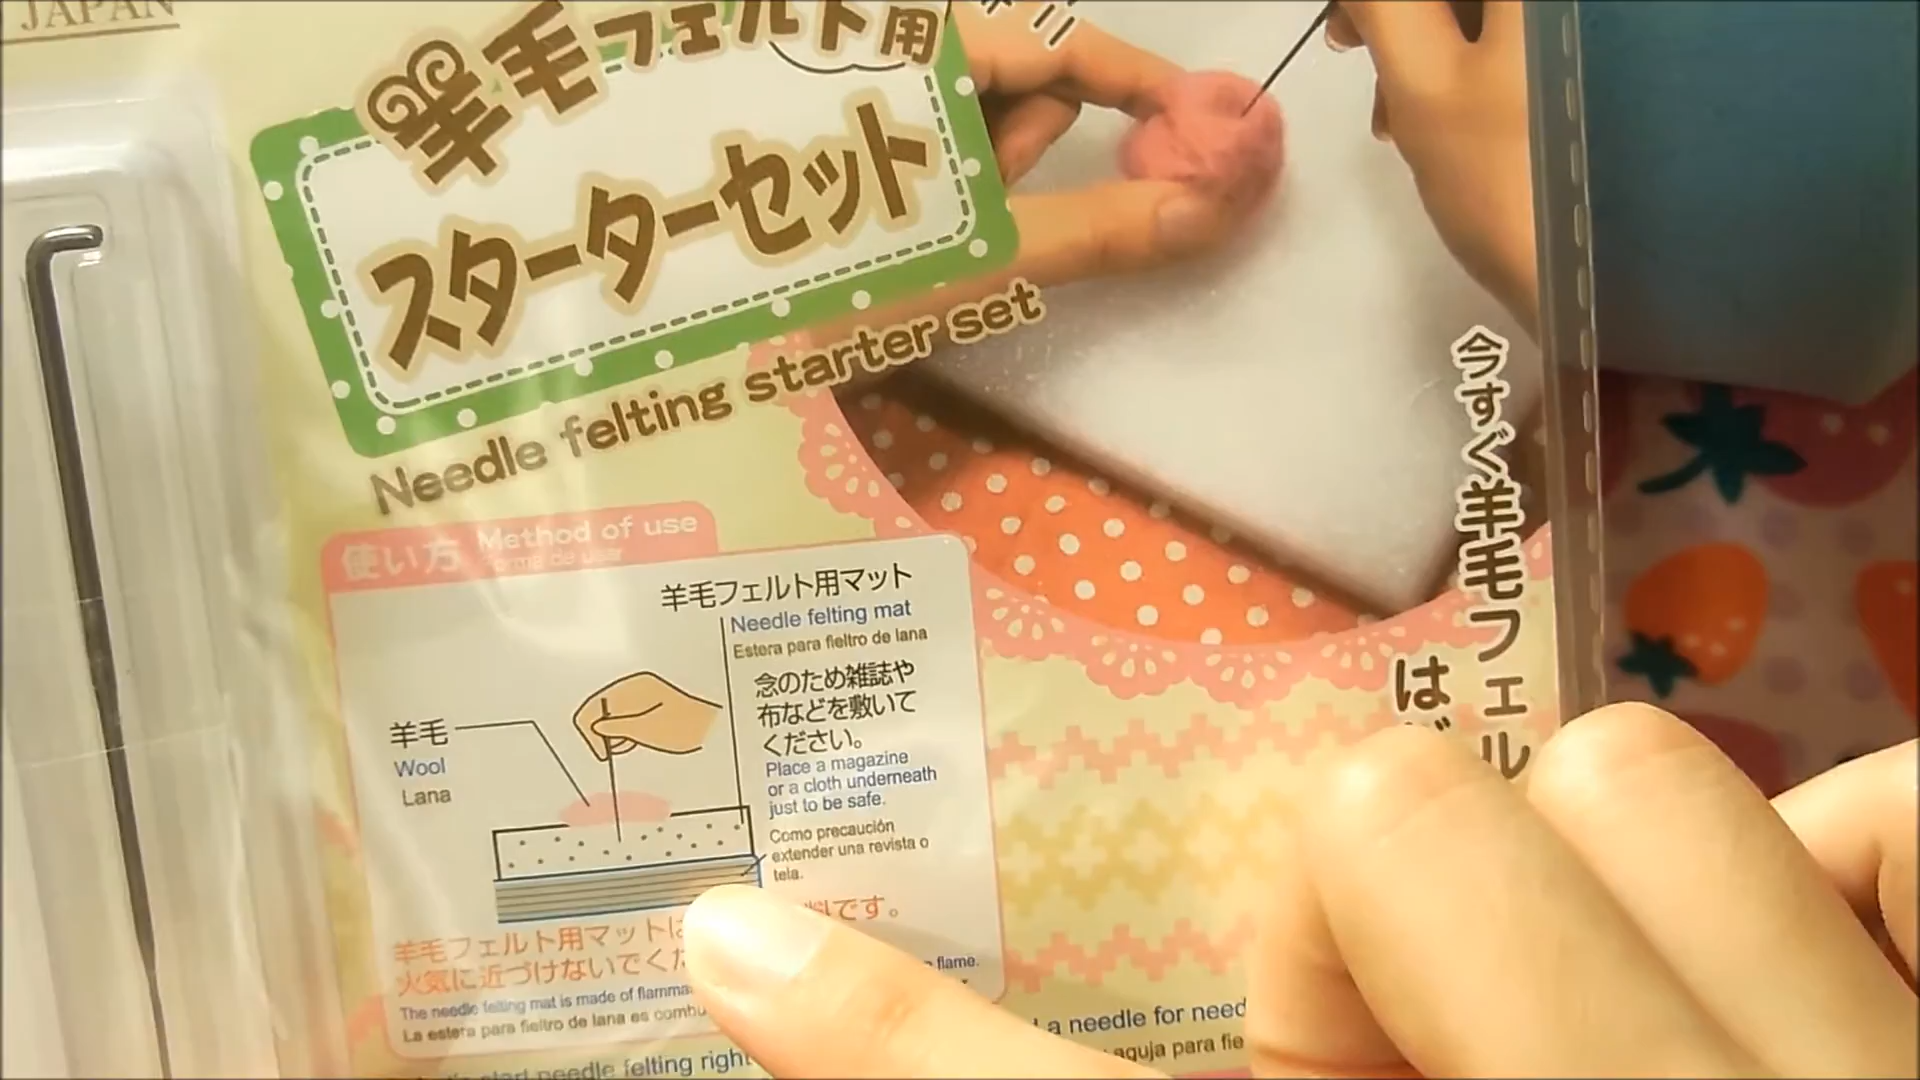 JAPAN
羊毛フェルト用
スターターセット
Needle felting starter set
使い方 Method of use
Forma de usar
羊毛フェルト用マット
Needle felting mat
Estera para fieltro de lana
念のため雑誌や
布などを敷いて
ください。
Place a magazine
or a cloth underneath
just to be safe.
Como precaución
extender una revista o
tela.
羊毛
Wool
Lana
羊毛フェルト用マットは 料です。
火気に近づけないでくだ
The needle felting mat is made of flamma flame.
La estera para fieltro de lana es combu
start needle felting right a needle for need
aguja para fie
今すぐ羊毛フェル
は